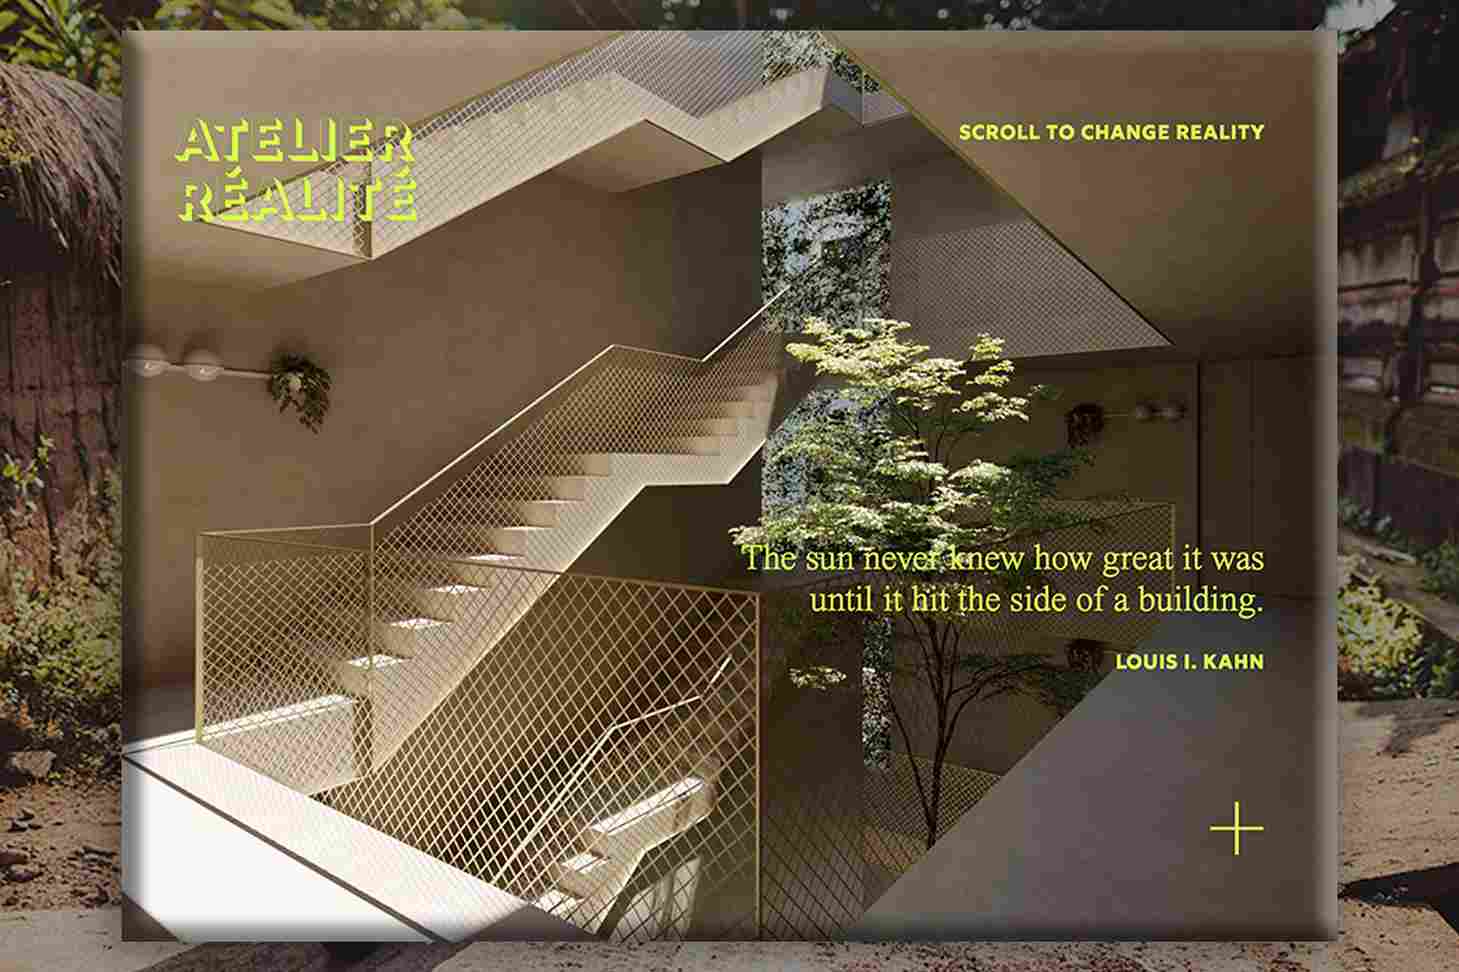 ATELIER
RÉALITÉ
SCROLL TO CHANGE REALITY
The sun never knew how great it was
until it hit the side of a building.
LOUIS I. KAHN